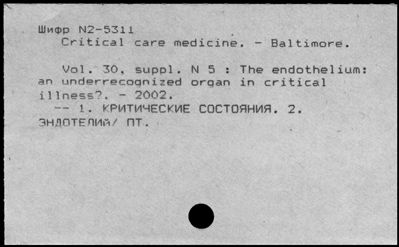 Шифр N2-5311
Critical care medicine. - Baltimore.
Vol. 30, suppl. N 5 : The endothelium:
an underrecognized organ in critical
illness?. - 2002.
-- 1. КРИТИЧЕСКИЕ СОСТОЯНИЯ. 2.
ЭНДОТЕЛИЙ/ ПТ.